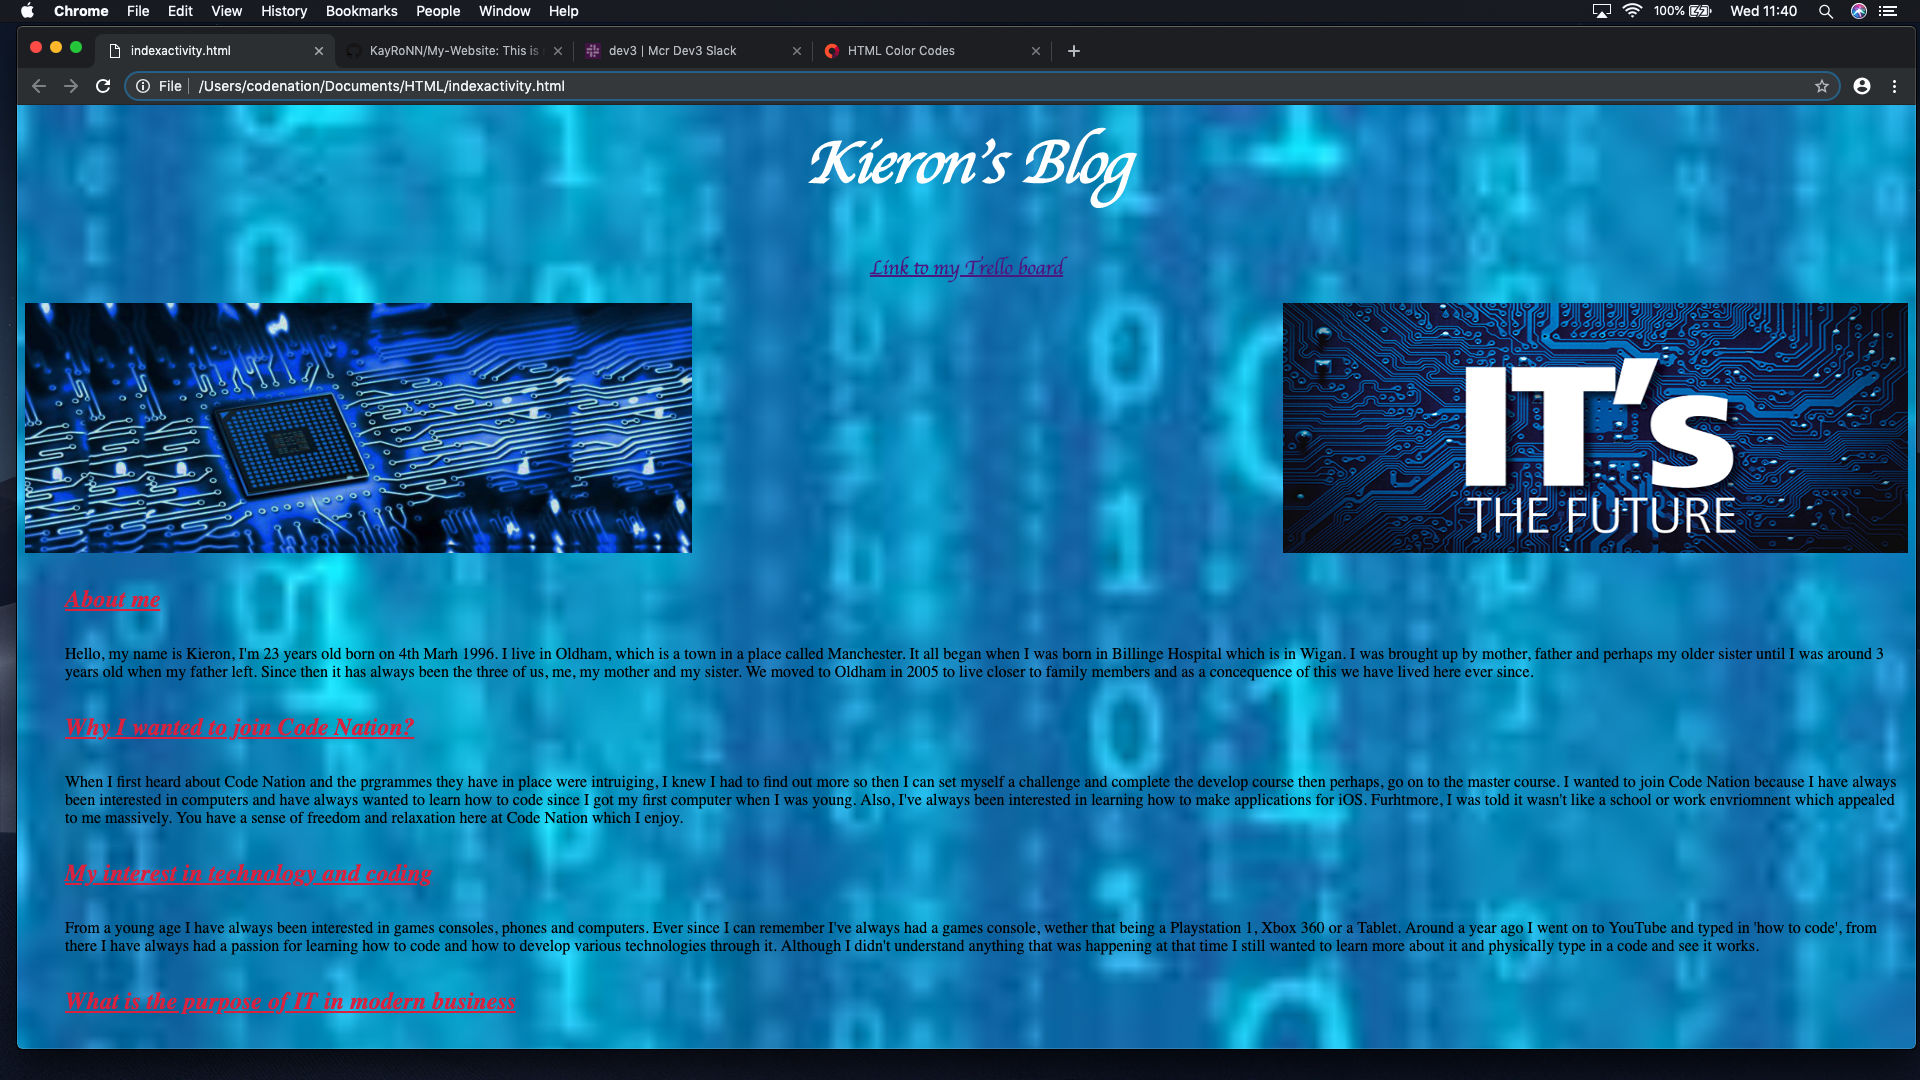 Chrome File Edit View History Bookmarks People Window Help 100% Wed 11:40
indexactivity.html KayRoNN/My-Website: This is dev3 | Mcr Dev3 Slack HTML Color Codes
File /Users/codenation/Documents/HTML/indexactivity.html
Kieron's Blog
Link to my Trello board
IT's
THE FUTURE
About me
Hello, my name is Kieron, I'm 23 years old born on 4th Marh 1996. I live in Oldham, which is a town in a place called Manchester. It all began when I was born in Billinge Hospital which is in Wigan. I was brought up by mother, father and perhaps my older sister until I was around 3
years old when my father left. Since then it has always been the three of us, me, my mother and my sister. We moved to Oldham in 2005 to live closer to family members and as a concequence of this we have lived here ever since.
Why I wanted to join Code Nation?
When I first heard about Code Nation and the prgrammes they have in place were intruiging, I knew I had to find out more so then I can set myself a challenge and complete the develop course then perhaps, go on to the master course. I wanted to join Code Nation because I have always
been interested in computers and have always wanted to learn how to code since I got my first computer when I was young. Also, I've always been interested in learning how to make applications for iOS. Furhtmore, I was told it wasn't like a school or work envriomnent which appealed
to me massively. You have a sense of freedom and relaxation here at Code Nation which I enjoy.
My interest in technology and coding
From a young age I have always been interested in games consoles, phones and computers. Ever since I can remember I've always had a games console, wether that being a Playstation 1, Xbox 360 or a Tablet. Around a year ago I went on to YouTube and typed in 'how to code', from
there I have always had a passion for learning how to code and how to develop various technologies through it. Although I didn't understand anything that was happening at that time I still wanted to learn more about it and physically type in a code and see it works.
What is the purpose of IT in modern business